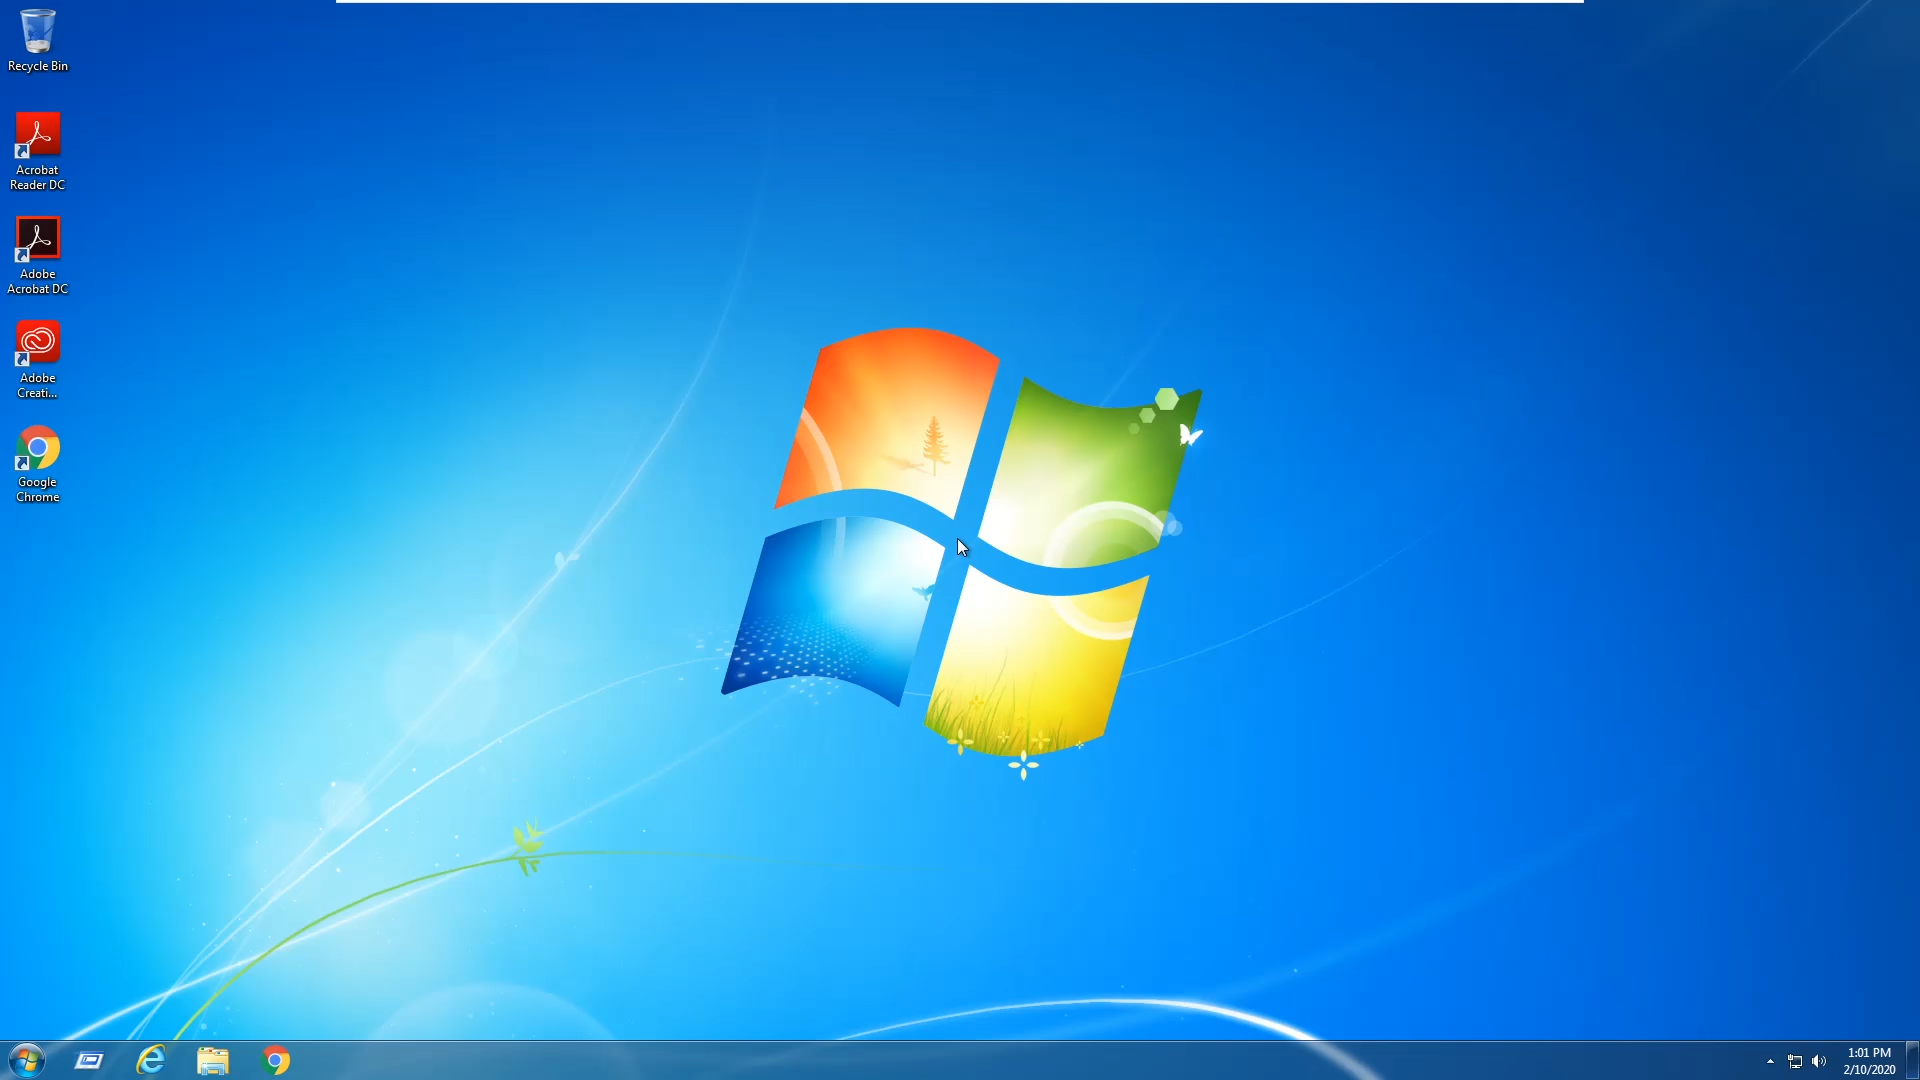 Recycle Bin
Acrobat
Reader DC
Adobe
Acrobat DC
Adobe
Creati...
Google
Chrome
1:01 PM
2/10/2020